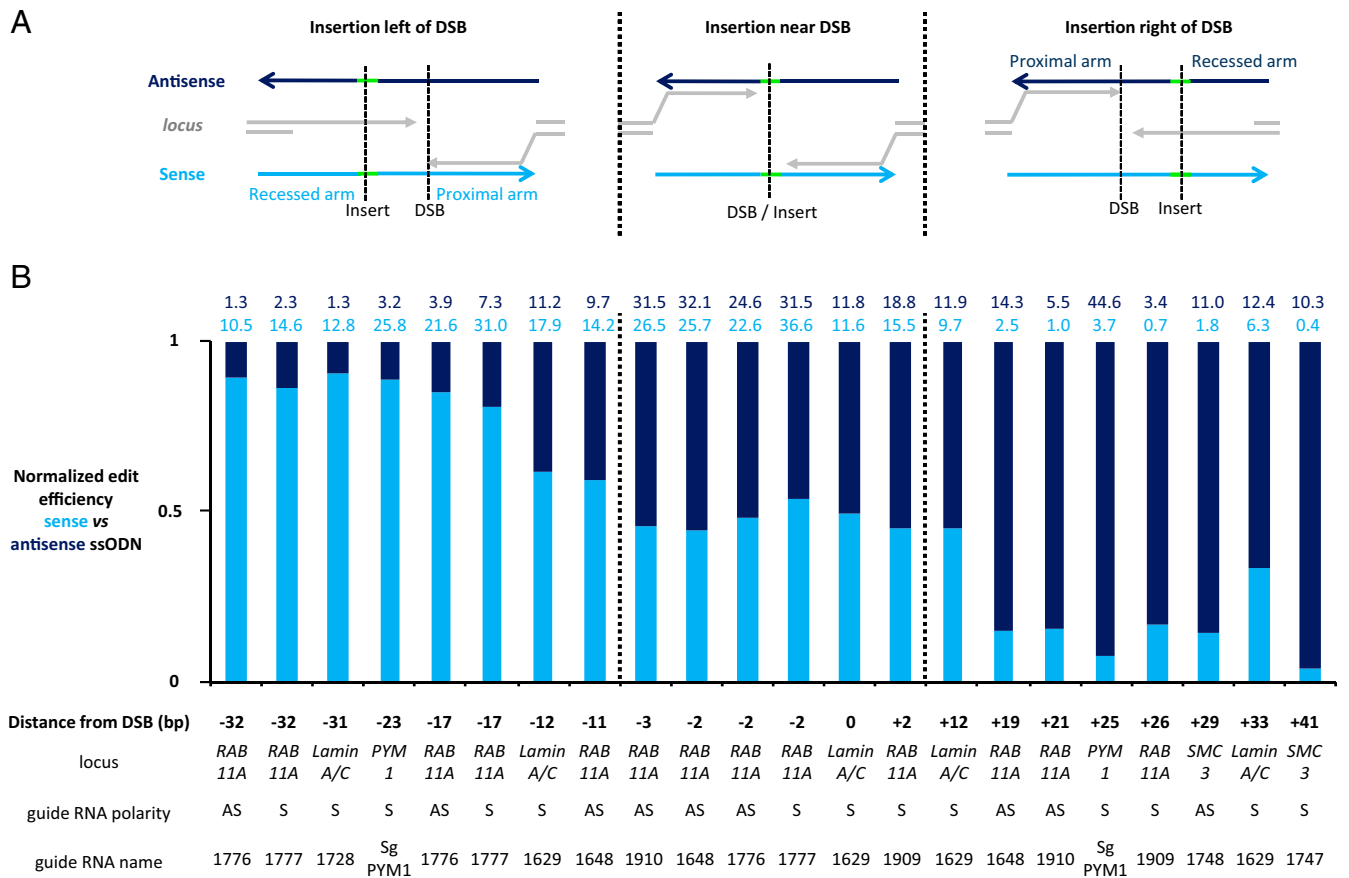 A
Insertion left of DSB
Insertion near DSB
Insertion right of DSB
Antisense
locus
Sense
Recessed arm
Proximal arm
Insert
DSB
DSB / Insert
Proximal arm
Recessed arm
DSB
Insert
B
1.3 2.3 1.3 3.2 3.9 7.3 11.2 9.7 31.5 32.1 24.6 31.5 11.8 18.8 11.9 14.3 5.5 44.6 3.4 11.0 12.4 10.3
10.5 14.6 12.8 25.8 21.6 31.0 17.9 14.2 26.5 25.7 22.6 36.6 11.6 15.5 9.7 2.5 1.0 3.7 0.7 1.8 6.3 0.4
1
0.5
0
Normalized edit
efficiency
sense vs
antisense ssODN
Distance from DSB (bp) -32 -32 -31 -23 -17 -17 -12 -11 -3 -2 -2 -2 0 +2 +12 +19 +21 +25 +26 +29 +33 +41
locus
RAB RAB Lamin PYM RAB RAB Lamin RAB RAB RAB RAB RAB Lamin RAB Lamin RAB RAB PYM RAB SMC Lamin SMC
11A 11A A/C 1 11A 11A A/C 11A 11A 11A 11A 11A A/C 11A A/C 11A 11A 1 11A 3 A/C 3
guide RNA polarity AS S S S AS S S AS AS AS AS S S S S AS AS S S AS S S
guide RNA name 1776 1777 1728 Sg PYM1 1776 1777 1629 1648 1910 1648 1776 1777 1629 1909 1629 1648 1910 Sg PYM1 1909 1748 1629 1747